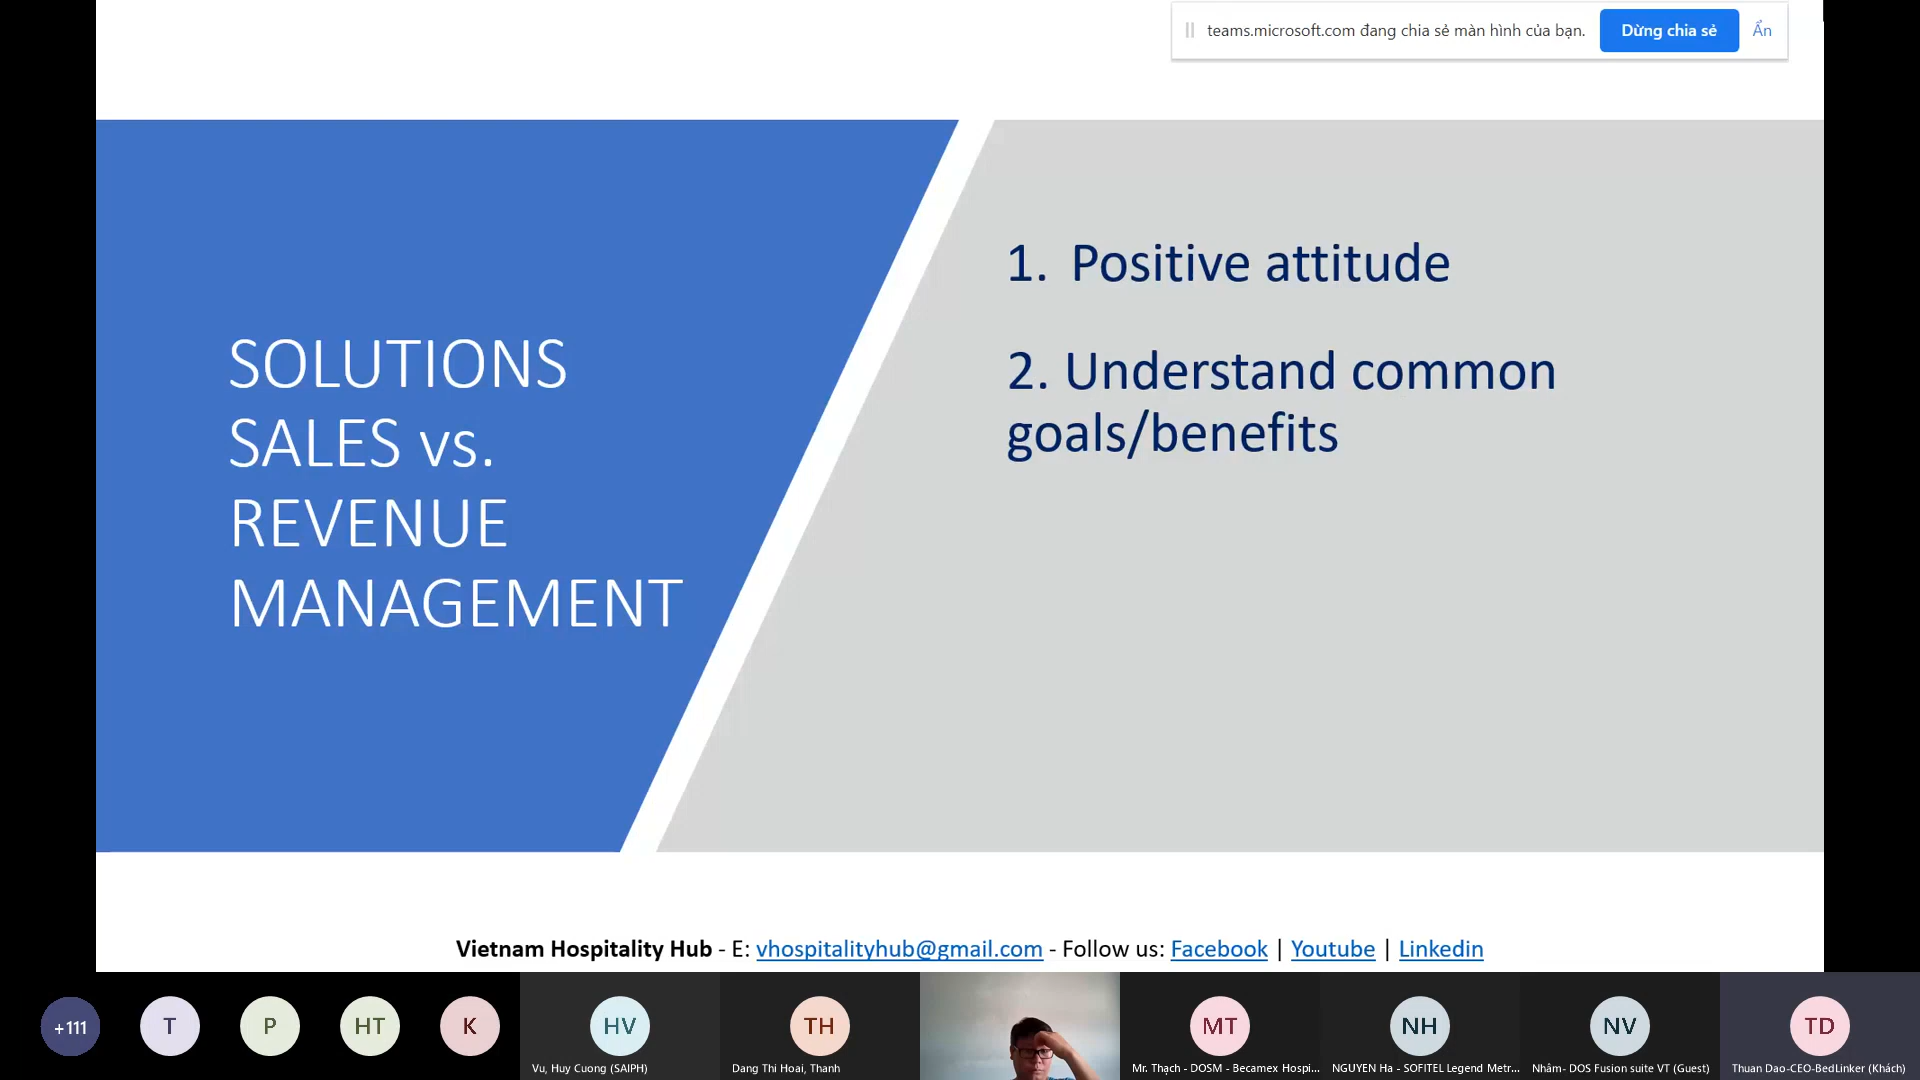 teams.microsoft.com đang chia sẻ màn hình của bạn.
Dừng chia sẻ
Ẩn
SOLUTIONS
SALES vs.
REVENUE
MANAGEMENT
1. Positive attitude
2. Understand common
goals/benefits
Vietnam Hospitality Hub - E: vhospitalityhub@gmail.com - Follow us: Facebook | Youtube | Linkedin
+111
T
P
HT
K
HV
TH
MT
NH
NV
TD
Vu, Huy Cuong (SAIPH)
Dang Thi Hoai, Thanh
Mr. Thạch - DOSM - Becamex Hospi...
NGUYEN Ha - SOFITEL Legend Metr...
Nhâm- DOS Fusion suite VT (Guest)
Thuan Dao-CEO-BedLinker (Khách)